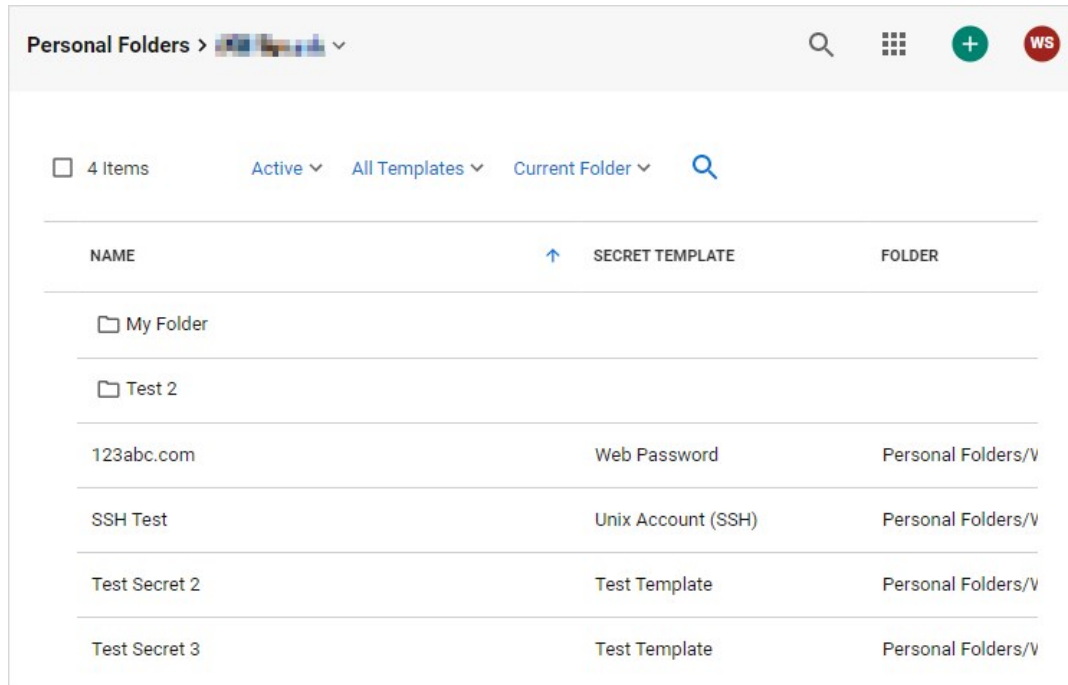 Personal Folders >
WS
4 Items Active All Templates Current Folder
NAME SECRET TEMPLATE FOLDER
My Folder
Test 2
123abc.com Web Password Personal Folders/
SSH Test Unix Account (SSH) Personal Folders/
Test Secret 2 Test Template Personal Folders/
Test Secret 3 Test Template Personal Folders/